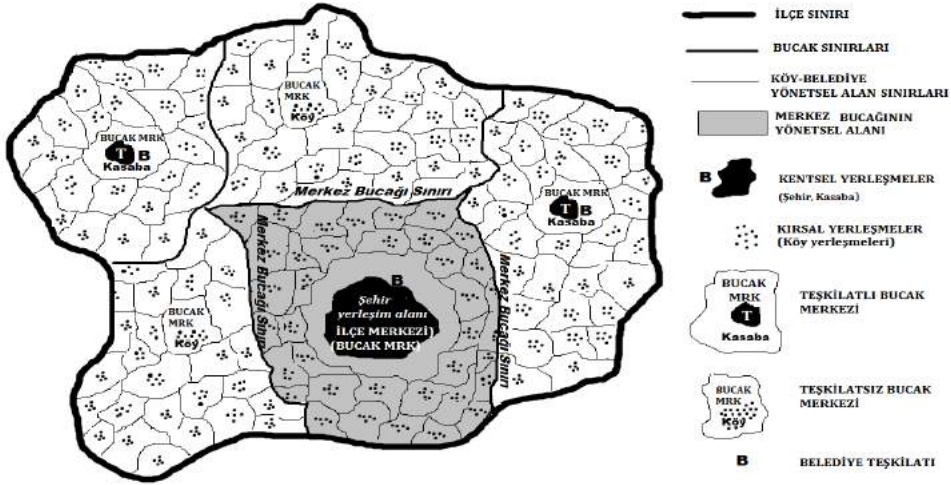 BUCAK
MRK
Köy
BUCAK MRK
T B
Kasaba
Merkez Bucağı Sınırı
BUCAK MRK
T B
Kasaba
Merkez Bucağı Sınırı
B
Şehir
yerleşim alanı
İLÇE MERKEZİ)
(BUCAK MRK)
Merkez Bucağı Sınırı
BUCAK
MRK
Köy
İLÇE SINIRI
BUCAK SINIRLARI
KÖY-BELEDİYE
YÖNETSEL ALAN SINIRLARI
MERKEZ BUCAĞININ
YÖNETSEL ALANI
B
KENTSEL YERLEŞMELER
(Şehir, Kasaba)
KIRSAL YERLEŞMELER
(Köy yerleşmeleri)
BUCAK
MRK
T
Kasaba
TEŞKİLATLI BUCAK
MERKEZİ
BUCAK
MRK
Köy
TEŞKİLATSIZ BUCAK
MERKEZİ
B
BELEDİYE TEŞKİLATI